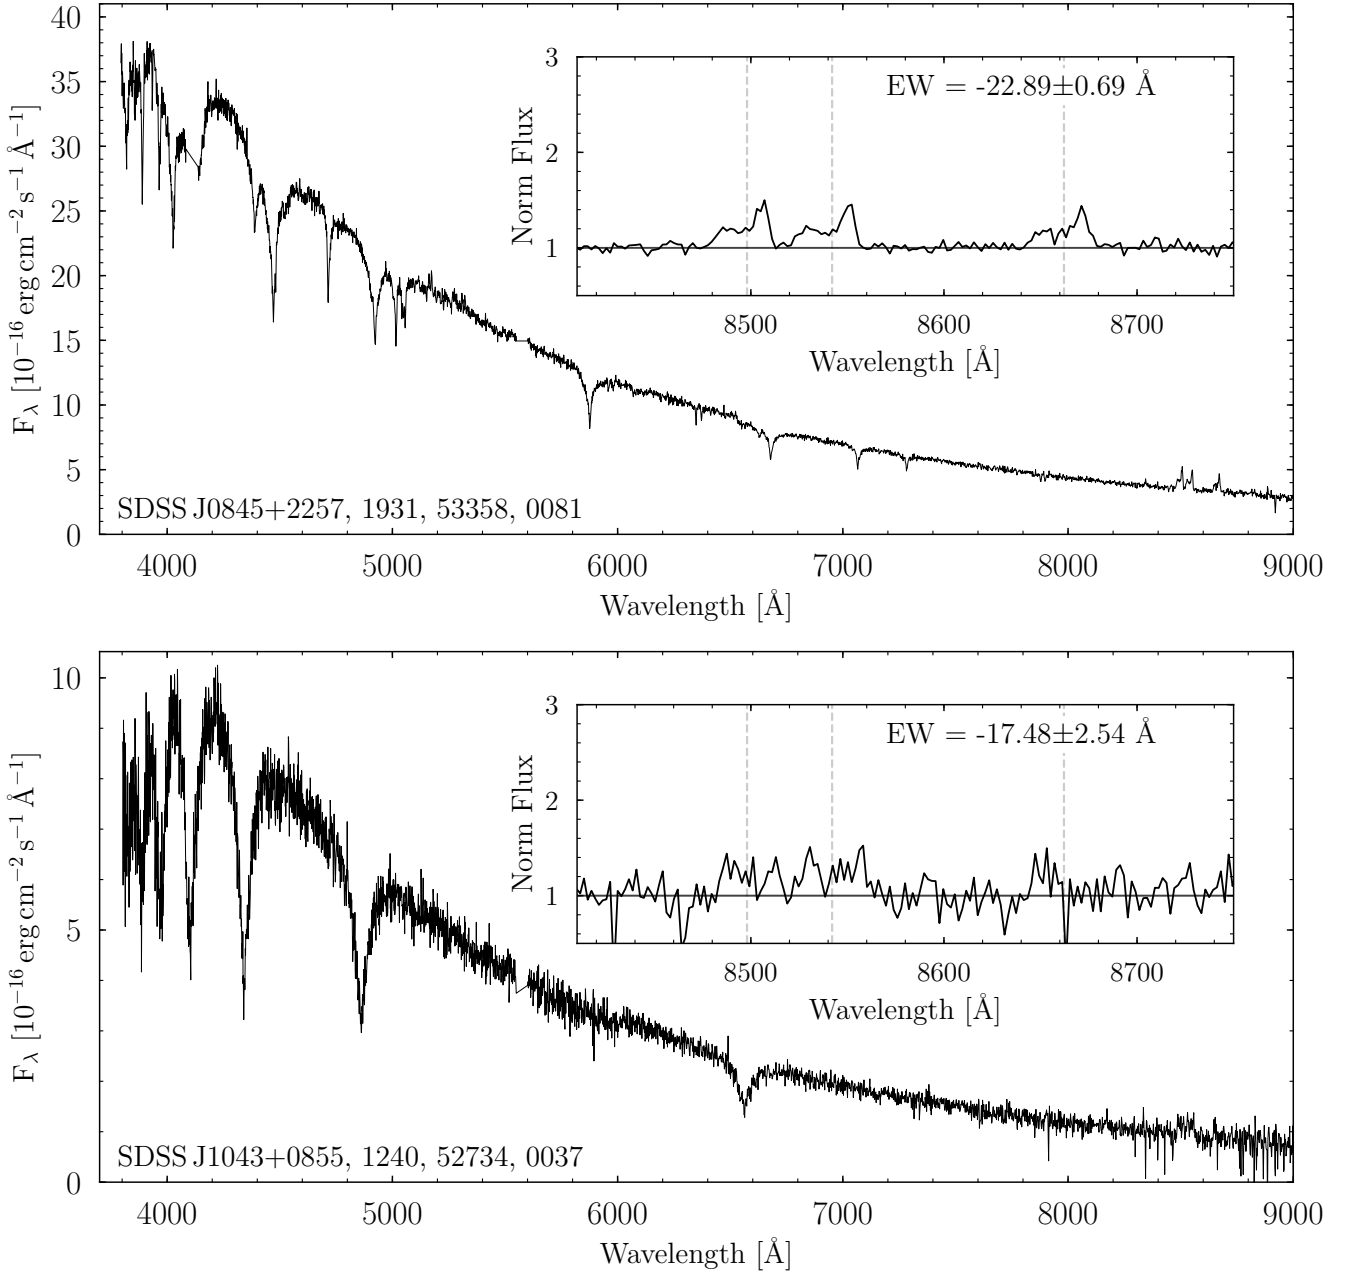 40
35
30
25
20
15
10
5
0
F_λ [10⁻¹⁶ erg cm⁻² s⁻¹ Å⁻¹]
3
2
1
Norm Flux
EW = -22.89±0.69 Å
8500 8600 8700
Wavelength [Å]
SDSS J0845+2257, 1931, 53358, 0081
4000 5000 6000 7000 8000 9000
Wavelength [Å]
10
5
0
F_λ [10⁻¹⁶ erg cm⁻² s⁻¹ Å⁻¹]
3
2
1
Norm Flux
EW = -17.48±2.54 Å
8500 8600 8700
Wavelength [Å]
SDSS J1043+0855, 1240, 52734, 0037
4000 5000 6000 7000 8000 9000
Wavelength [Å]